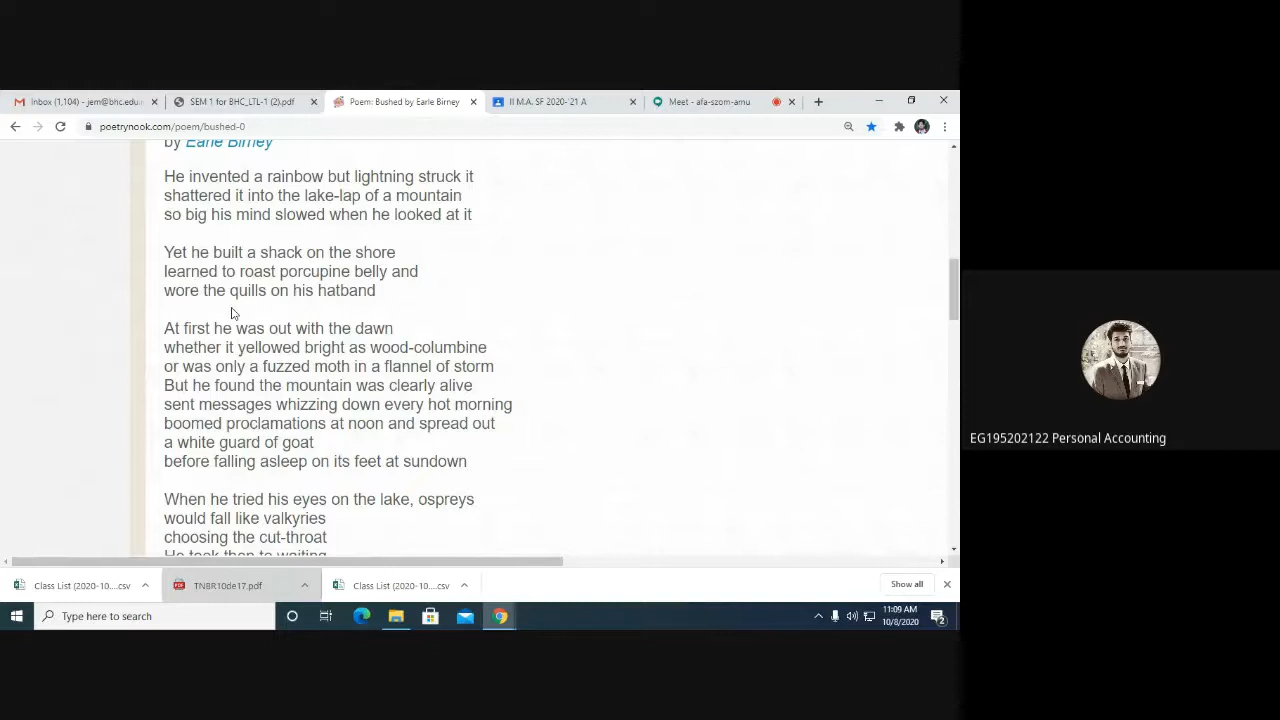 Inbox (1,104) - jem@bhc.edu.
SEM 1 for BHC_LTL-1 (2).pdf
Poem: Bushed by Earle Birney
II M.A. SF 2020-'21 A
Meet - afa-szom-amu
poetrynook.com/poem/bushed-0
by Earle Birney
He invented a rainbow but lightning struck it
shattered it into the lake-lap of a mountain
so big his mind slowed when he looked at it
Yet he built a shack on the shore
learned to roast porcupine belly and
wore the quills on his hatband
At first he was out with the dawn
whether it yellowed bright as wood-columbine
or was only a fuzzed moth in a flannel of storm
But he found the mountain was clearly alive
sent messages whizzing down every hot morning
boomed proclamations at noon and spread out
a white guard of goat
before falling asleep on its feet at sundown
When he tried his eyes on the lake, ospreys
would fall like valkyries
choosing the cut-throat
He took then to waiting
EG195202122 Personal Accounting
Class List (2020-10....csv
TNBR10de17.pdf
Class List (2020-10....csv
Show all
Type here to search
11:09 AM
10/8/2020
2